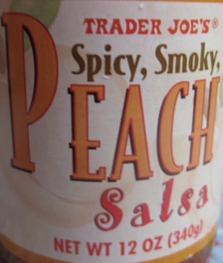 TRADER JOE'S®
Spicy, Smoky,
PEACH
Salsa
NET WT 12 OZ (340g)